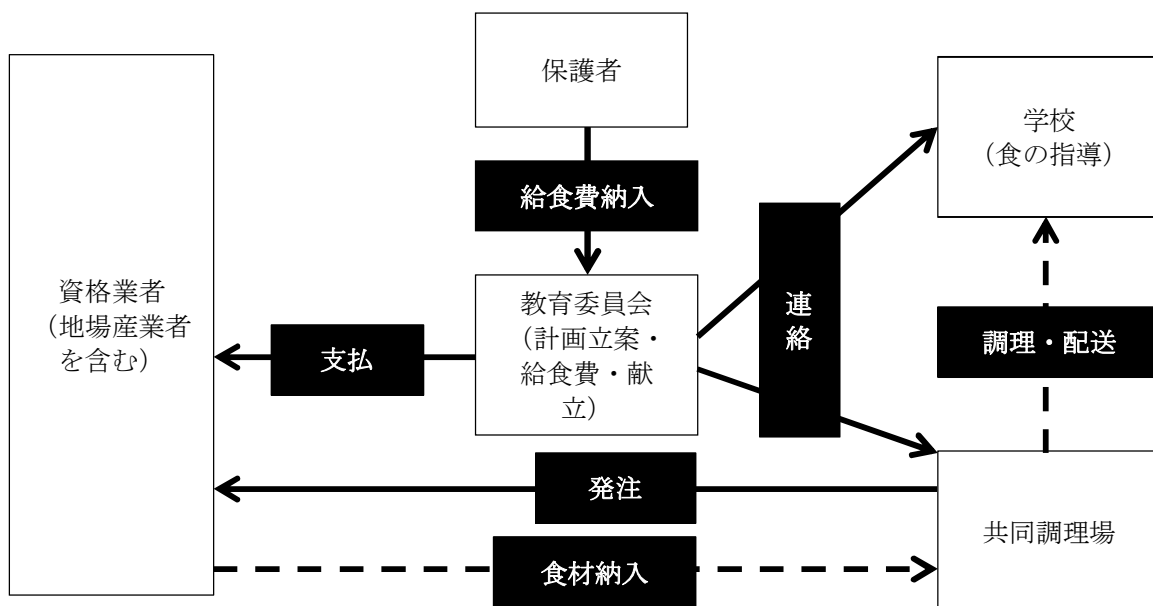 保護者
学校
（食の指導）
給食費納入
資格業者
（地場産業者
を含む）
教育委員会
（計画立案・
給食費・献
立）
連
絡
調理・配送
支払
発注
共同調理場
食材納入